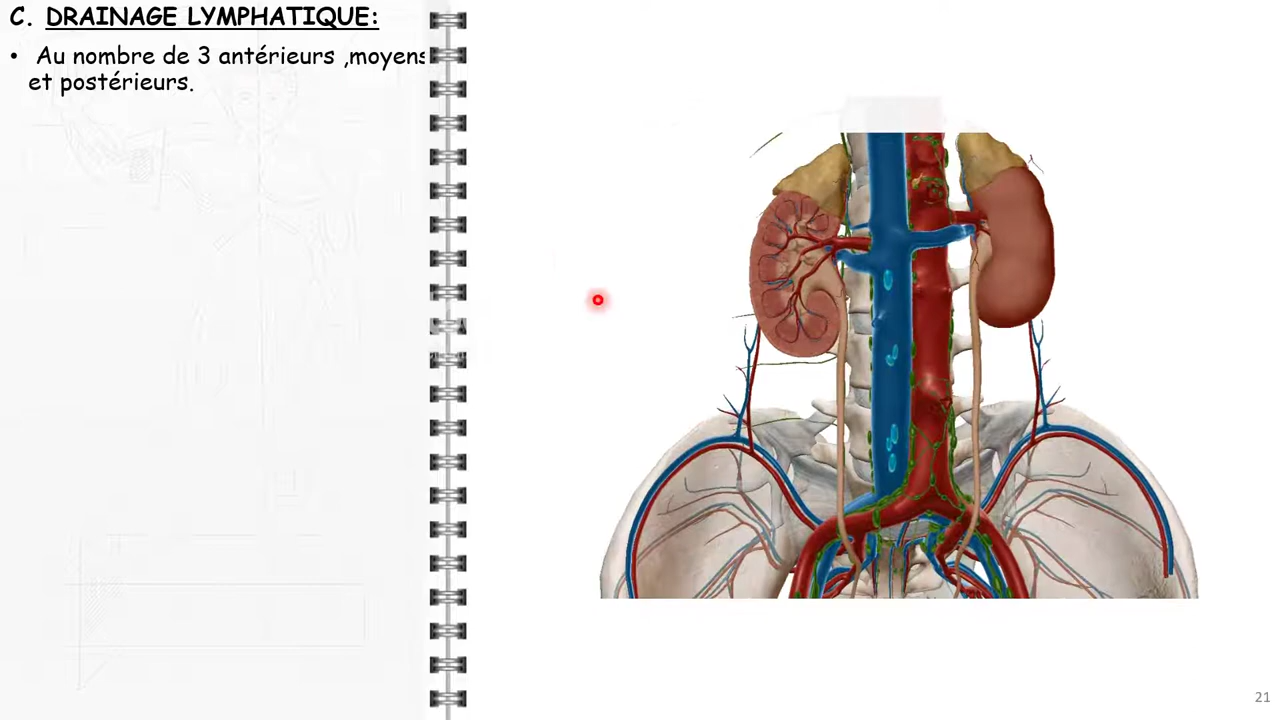 C. DRAINAGE LYMPHATIQUE:
• Au nombre de 3 antérieurs ,moyens
et postérieurs.
21